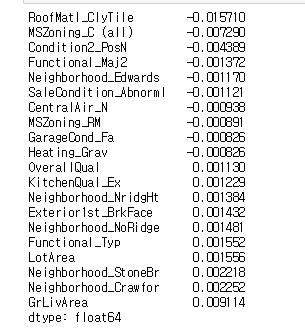 RoofMatl_ClyTile -0.015710
MSZoning_C (all) -0.007290
Condition2_PosN -0.004389
Functional_Maj2 -0.001372
Neighborhood_Edwards -0.001170
SaleCondition_Abnorml -0.001121
CentralAir_N -0.000938
MSZoning_RM -0.000891
GarageCond_Fa -0.000826
Heating_Grav -0.000826
OverallQual 0.001130
KitchenQual_Ex 0.001229
Neighborhood_NridgHt 0.001384
Exterior1st_BrkFace 0.001432
Neighborhood_NoRidge 0.001481
Functional_Typ 0.001552
LotArea 0.001556
Neighborhood_StoneBr 0.002218
Neighborhood_Crawfor 0.002252
GrLivArea 0.009114
dtype: float64